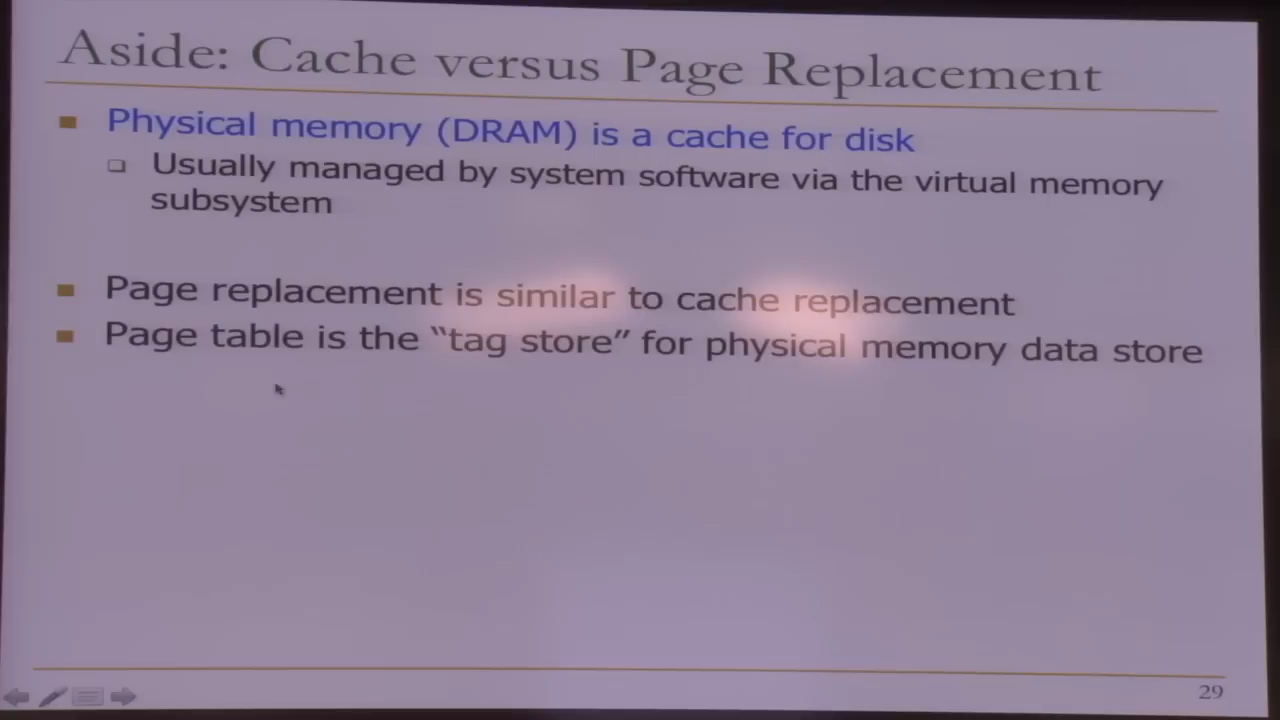 Aside: Cache versus Page Replacement
Physical memory (DRAM) is a cache for disk
Usually managed by system software via the virtual memory
subsystem
Page replacement is similar to cache replacement
Page table is the “tag store” for physical memory data store
29